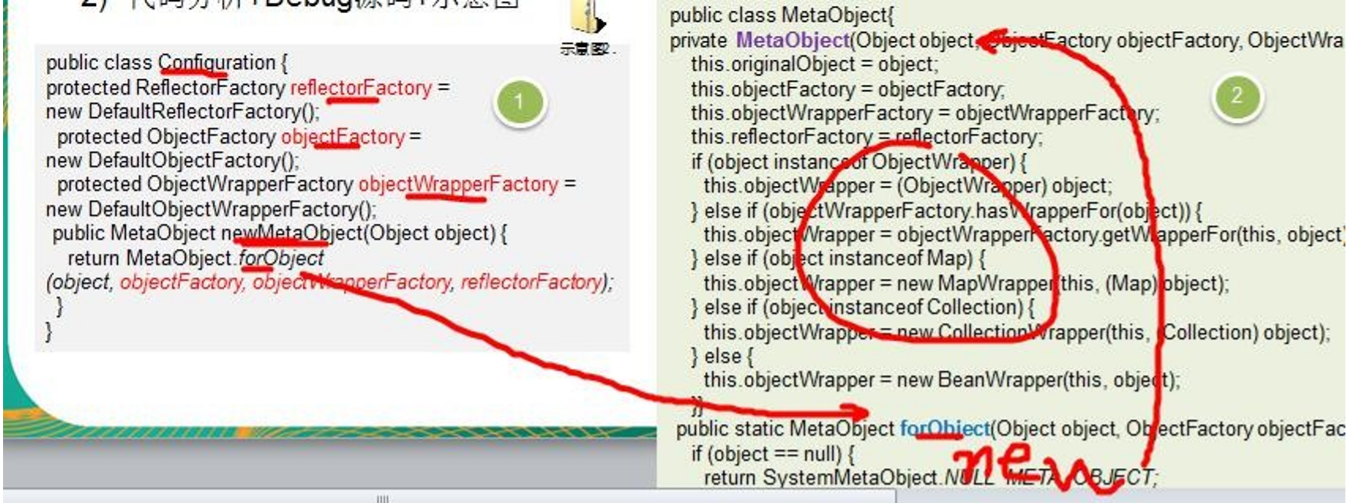 2) 代码分析+Debug源码+示意图
示意图2..
public class Configuration {
protected ReflectorFactory reflectorFactory =
new DefaultReflectorFactory();
protected ObjectFactory objectFactory =
new DefaultObjectFactory();
protected ObjectWrapperFactory objectWrapperFactory =
new DefaultObjectWrapperFactory();
public MetaObject newMetaObject(Object object) {
return MetaObject.forObject
(object, objectFactory, objectWrapperFactory, reflectorFactory);
}
}
1
public class MetaObject{
private MetaObject(Object object, ObjectFactory objectFactory, ObjectWra
this.originalObject = object;
this.objectFactory = objectFactory;
this.objectWrapperFactory = objectWrapperFactory;
this.reflectorFactory = reflectorFactory;
if (object instanceof ObjectWrapper) {
this.objectWrapper = (ObjectWrapper) object;
} else if (objectWrapperFactory.hasWrapperFor(object)) {
this.objectWrapper = objectWrapperFactory.getWrapperFor(this, object)
} else if (object instanceof Map) {
this.objectWrapper = new MapWrapper(this, (Map) object);
} else if (object instanceof Collection) {
this.objectWrapper = new CollectionWrapper(this, (Collection) object);
} else {
this.objectWrapper = new BeanWrapper(this, object);
}}
public static MetaObject forObject(Object object, ObjectFactory objectFac
if (object == null) {
return SystemMetaObject.NULL_META_OBJECT;
2
new